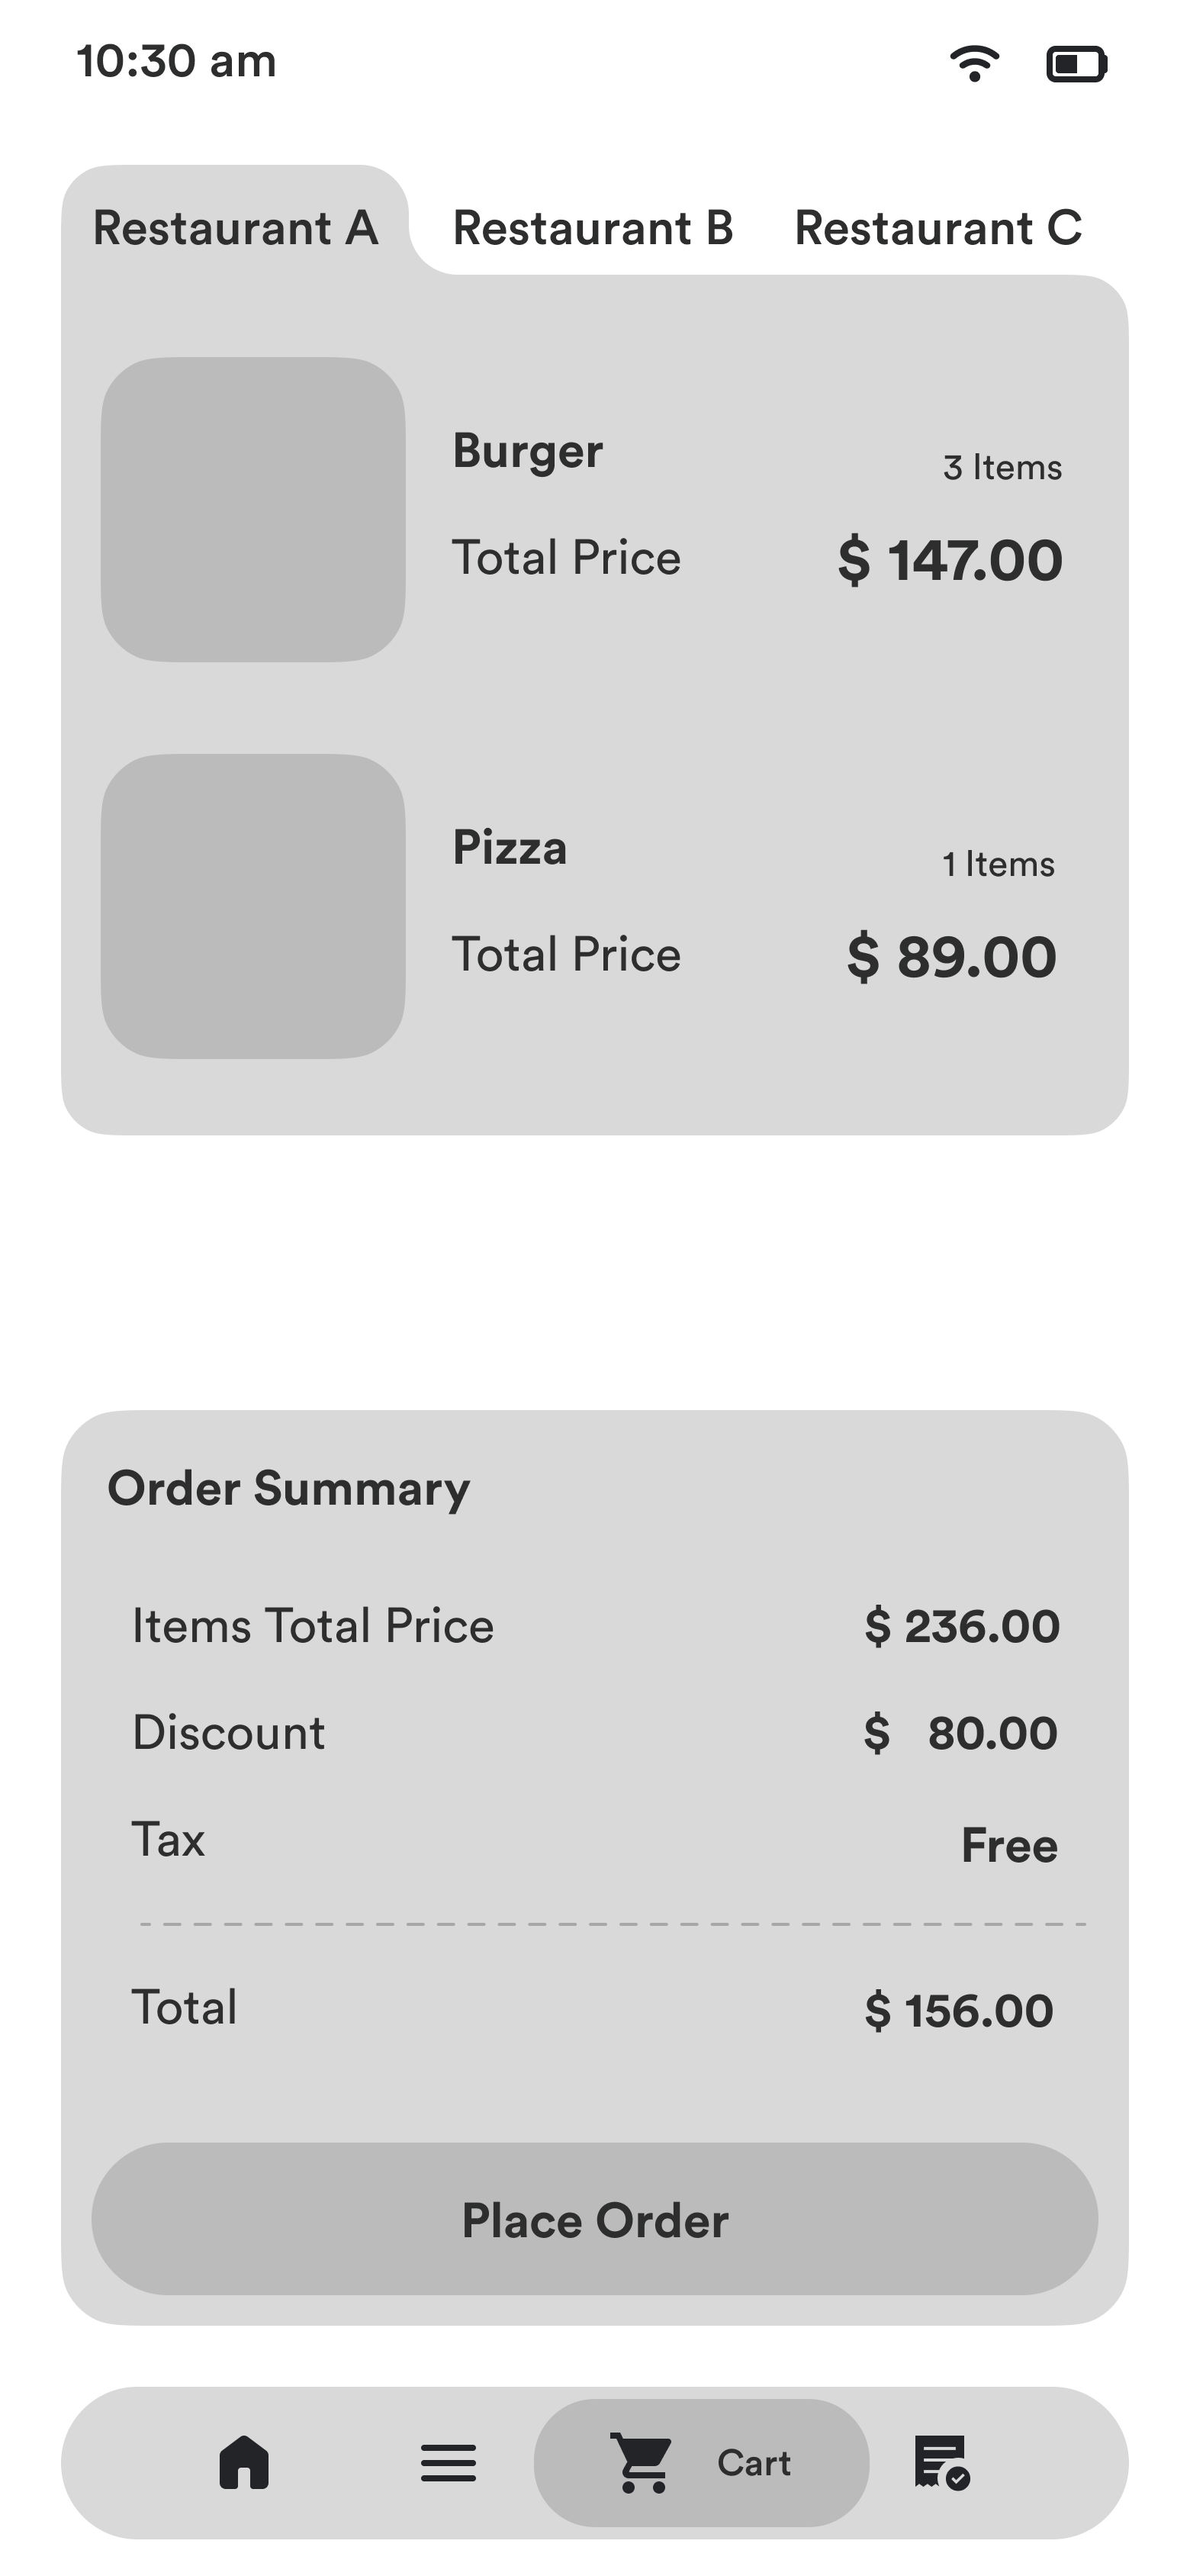 10:30 am
Restaurant A Restaurant B Restaurant C
Burger
3 Items
Total Price $ 147.00
Pizza
1 Items
Total Price $ 89.00
Order Summary
Items Total Price $ 236.00
Discount $ 80.00
Tax Free
Total $ 156.00
Place Order
Cart